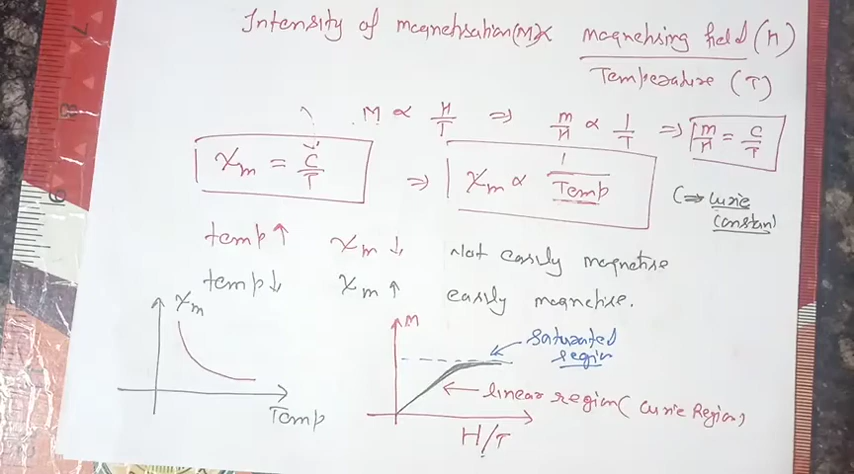 Intensity of magnetisation(M)∝ magnetising field (H)
Temperature (T)
M ∝ H/T ⇒ m/H ∝ 1/T ⇒ m/H = C/T
χm = C/T ⇒ χm ∝ 1/Temp
C ⇒ curie constant
temp↑ χm↓ Not easily magnetise
temp↓ χm↑ easily magnetise.
χm
Temp
M
saturated region
linear region( Curie Region)
H/T